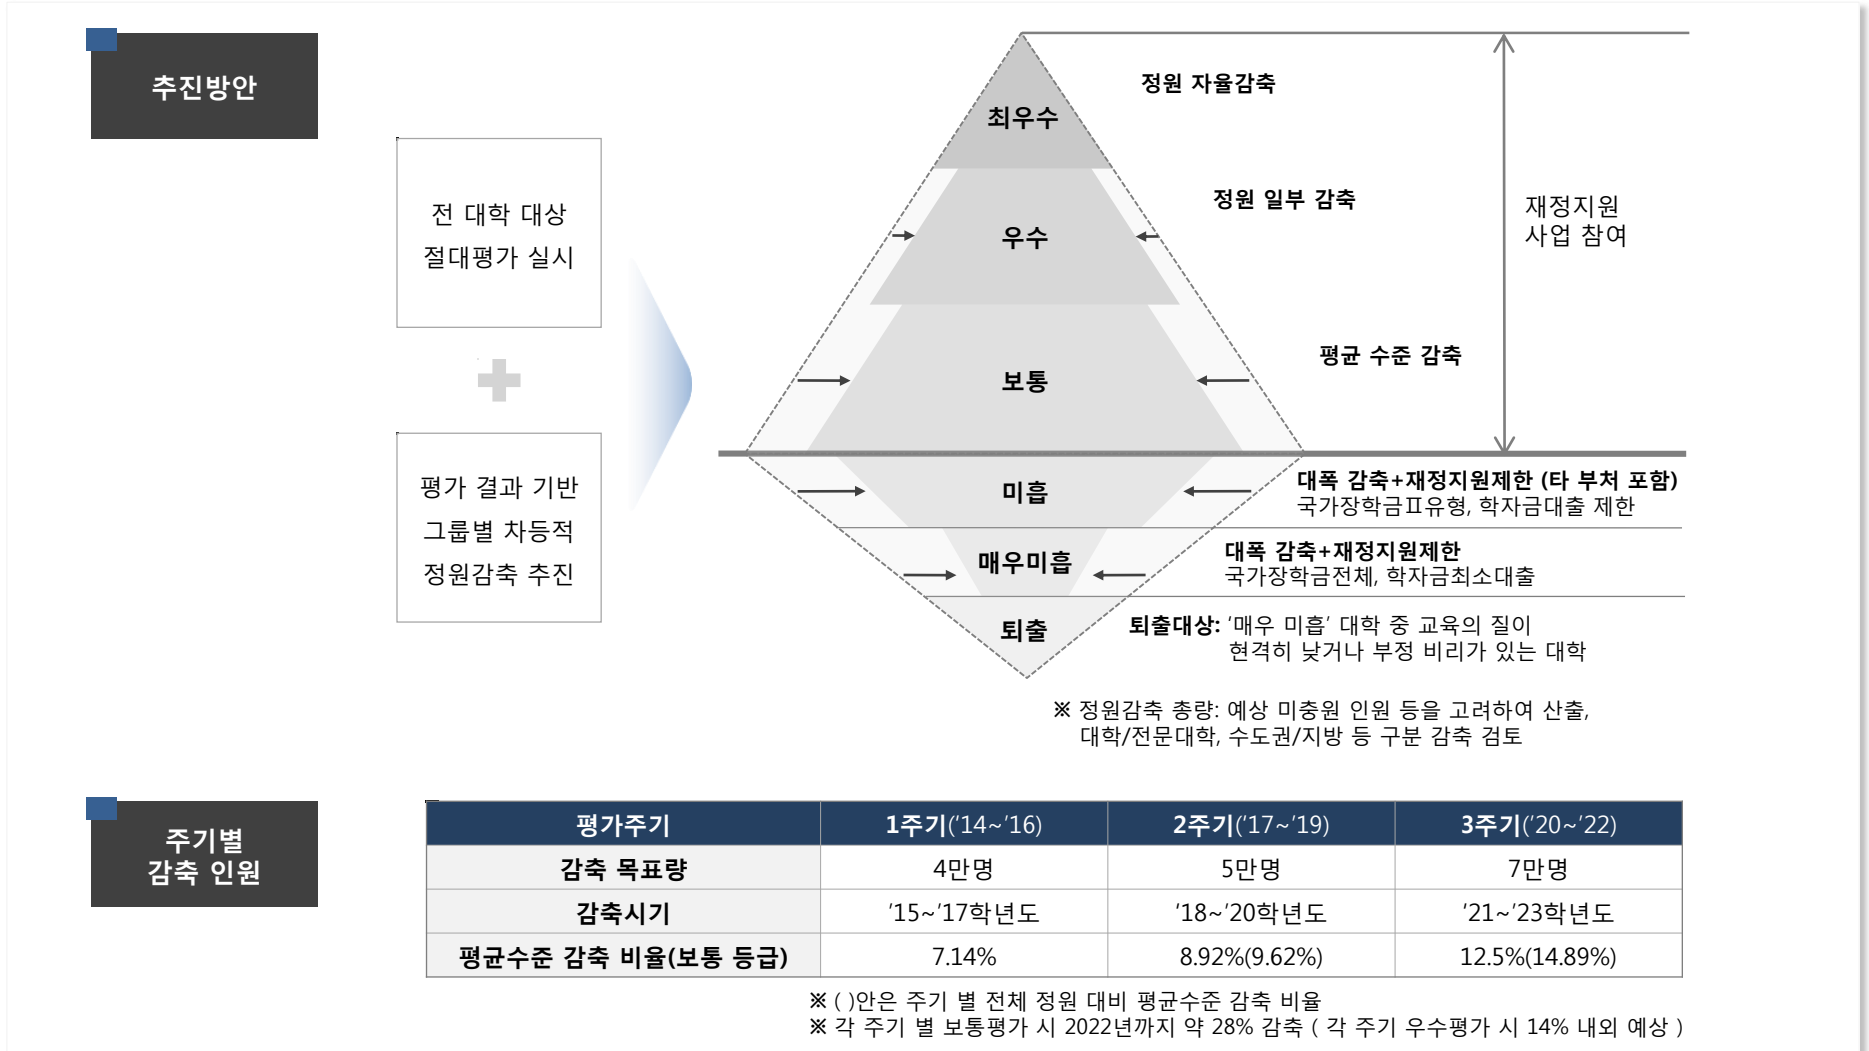 추진방안
전 대학 대상
절대평가 실시
평가 결과 기반
그룹별 차등적
정원감축 추진
최우수
정원 자율감축
우수
정원 일부 감축
보통
평균 수준 감축
재정지원
사업 참여
미흡
대폭 감축+재정지원제한 (타 부처 포함)
국가장학금Ⅱ유형, 학자금대출 제한
매우미흡
대폭 감축+재정지원제한
국가장학금전체, 학자금최소대출
퇴출
퇴출대상: ‘매우 미흡’ 대학 중 교육의 질이
현격히 낮거나 부정 비리가 있는 대학
※ 정원감축 총량: 예상 미충원 인원 등을 고려하여 산출,
대학/전문대학, 수도권/지방 등 구분 감축 검토
주기별
감축 인원
평가주기 1주기(’14~’16) 2주기(’17~’19) 3주기(’20~’22)
감축 목표량 4만명 5만명 7만명
감축시기 ’15~’17학년도 ’18~’20학년도 ’21~’23학년도
평균수준 감축 비율(보통 등급) 7.14% 8.92%(9.62%) 12.5%(14.89%)
※ ( )안은 주기 별 전체 정원 대비 평균수준 감축 비율
※ 각 주기 별 보통평가 시 2022년까지 약 28% 감축 ( 각 주기 우수평가 시 14% 내외 예상 )